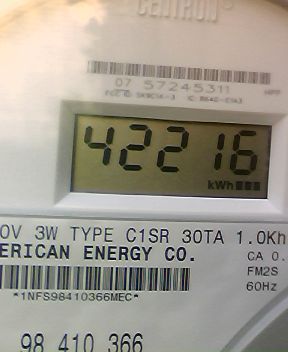 CENTRON®
07 57245311
42216
kWh
0V 3W TYPE C1SR 30TA 1.0Kh
ERICAN ENERGY CO.
CA 0.
FM2S
60Hz
*1NFS98410366MEC*
98 410 366